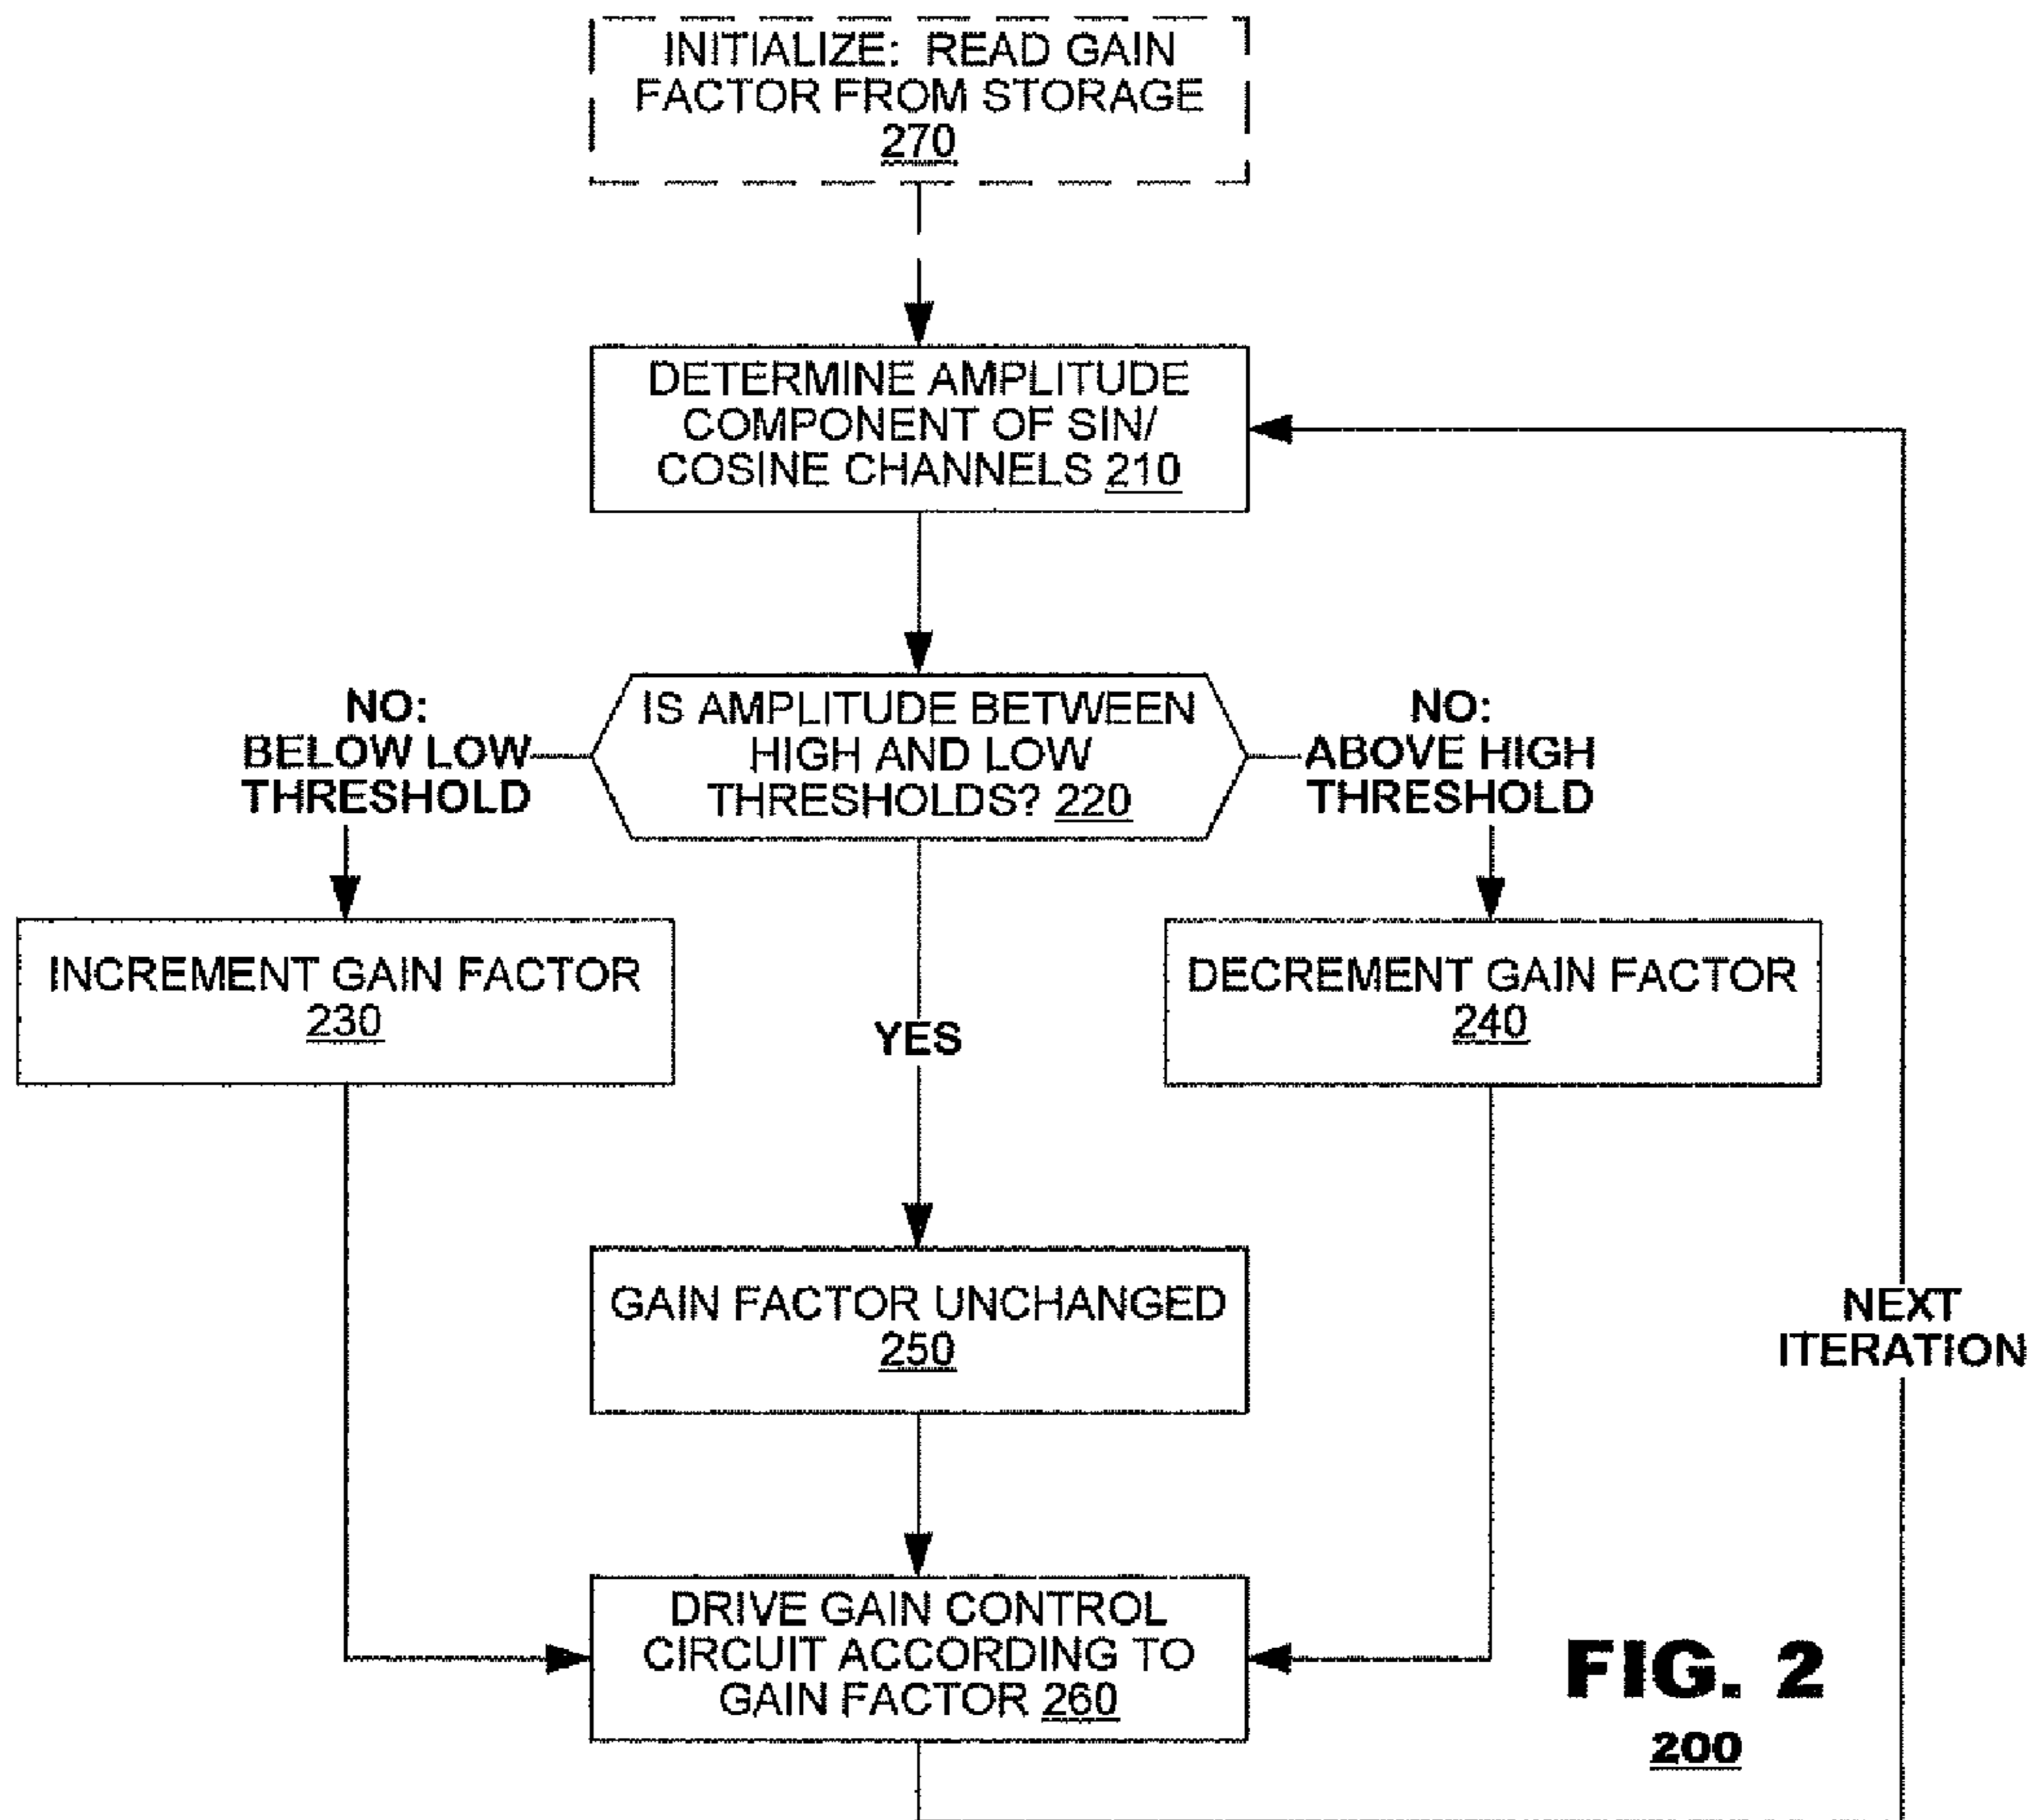 INITIALIZE: READ GAIN
FACTOR FROM STORAGE
270
DETERMINE AMPLITUDE
COMPONENT OF SIN/
COSINE CHANNELS 210
IS AMPLITUDE BETWEEN
HIGH AND LOW
THRESHOLDS? 220
NO:
BELOW LOW
THRESHOLD
NO:
ABOVE HIGH
THRESHOLD
INCREMENT GAIN FACTOR
230
DECREMENT GAIN FACTOR
240
YES
GAIN FACTOR UNCHANGED
250
NEXT
ITERATION
DRIVE GAIN CONTROL
CIRCUIT ACCORDING TO
GAIN FACTOR 260
FIG. 2
200